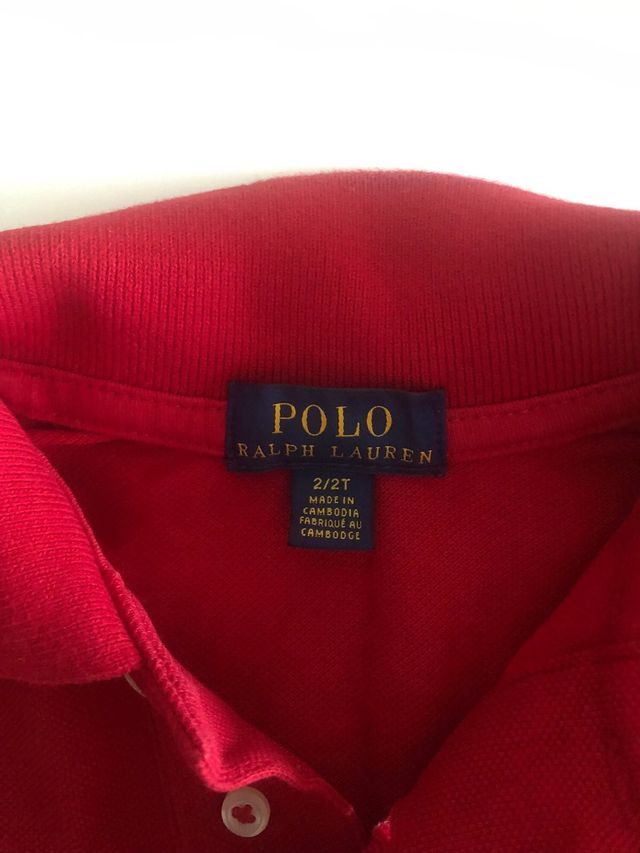 POLO
RALPH LAUREN
2/2T
MADE IN
CAMBODIA
FABRIQUÉ AU
CAMBODGE